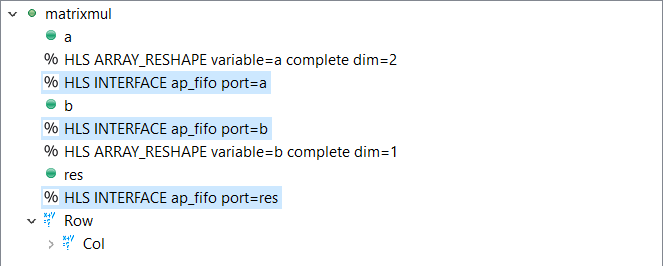 matrixmul
a
% HLS ARRAY_RESHAPE variable=a complete dim=2
% HLS INTERFACE ap_fifo port=a
b
% HLS INTERFACE ap_fifo port=b
% HLS ARRAY_RESHAPE variable=b complete dim=1
res
% HLS INTERFACE ap_fifo port=res
Row
Col